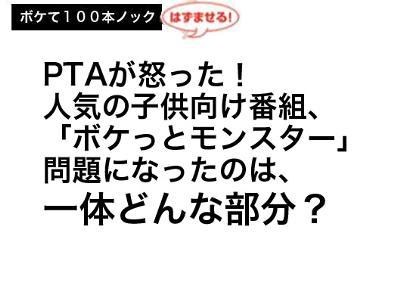 ボケて１００本ノック
はずませる！
PTAが怒った！
人気の子供向け番組、
「ボケっとモンスター」
問題になったのは、
一体どんな部分？